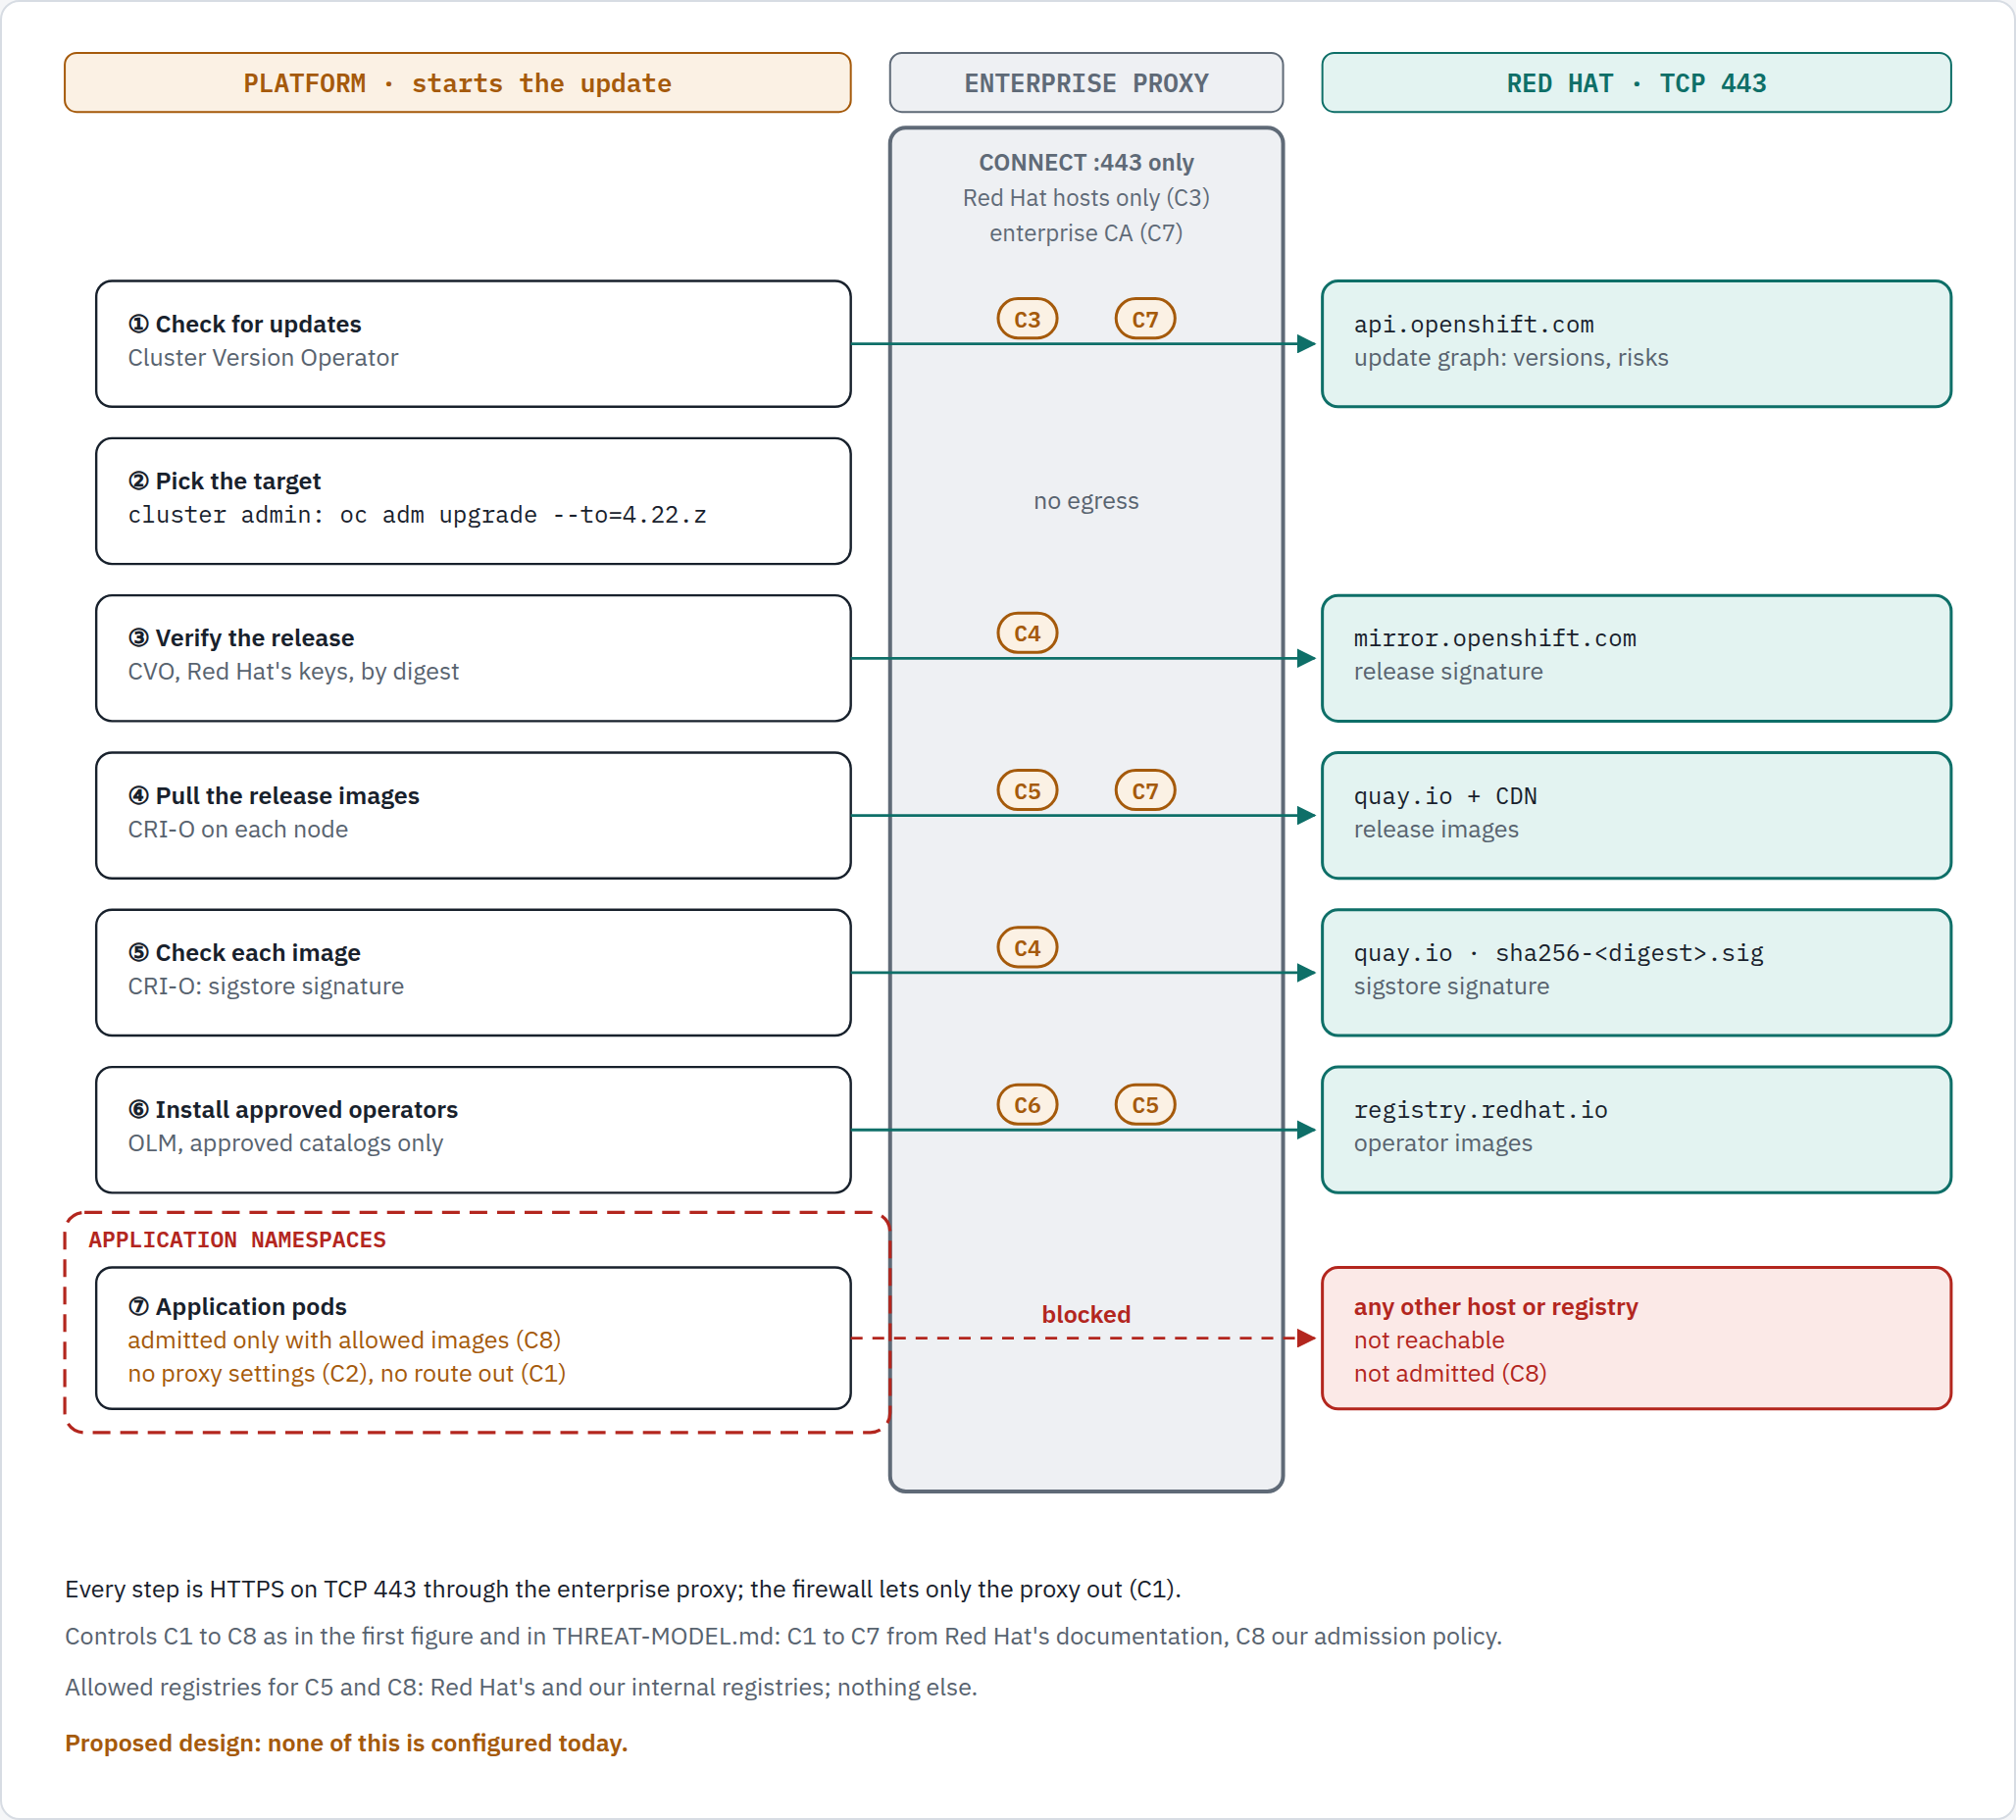 PLATFORM · starts the update
ENTERPRISE PROXY
RED HAT · TCP 443
CONNECT :443 only
Red Hat hosts only (C3)
enterprise CA (C7)
① Check for updates
Cluster Version Operator
C3
C7
api.openshift.com
update graph: versions, risks
② Pick the target
cluster admin: oc adm upgrade --to=4.22.z
no egress
③ Verify the release
CVO, Red Hat's keys, by digest
C4
mirror.openshift.com
release signature
④ Pull the release images
CRI-O on each node
C5
C7
quay.io + CDN
release images
⑤ Check each image
CRI-O: sigstore signature
C4
quay.io · sha256-<digest>.sig
sigstore signature
⑥ Install approved operators
OLM, approved catalogs only
C6
C5
registry.redhat.io
operator images
APPLICATION NAMESPACES
⑦ Application pods
admitted only with allowed images (C8)
no proxy settings (C2), no route out (C1)
blocked
any other host or registry
not reachable
not admitted (C8)
Every step is HTTPS on TCP 443 through the enterprise proxy; the firewall lets only the proxy out (C1).
Controls C1 to C8 as in the first figure and in THREAT-MODEL.md: C1 to C7 from Red Hat's documentation, C8 our admission policy.
Allowed registries for C5 and C8: Red Hat's and our internal registries; nothing else.
Proposed design: none of this is configured today.